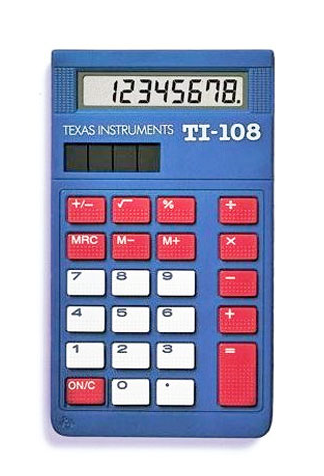 12345678.
TEXAS INSTRUMENTS TI-108
+/− √ % ÷
MRC M− M+ ×
7 8 9 −
4 5 6 +
1 2 3 =
ON/C 0 .